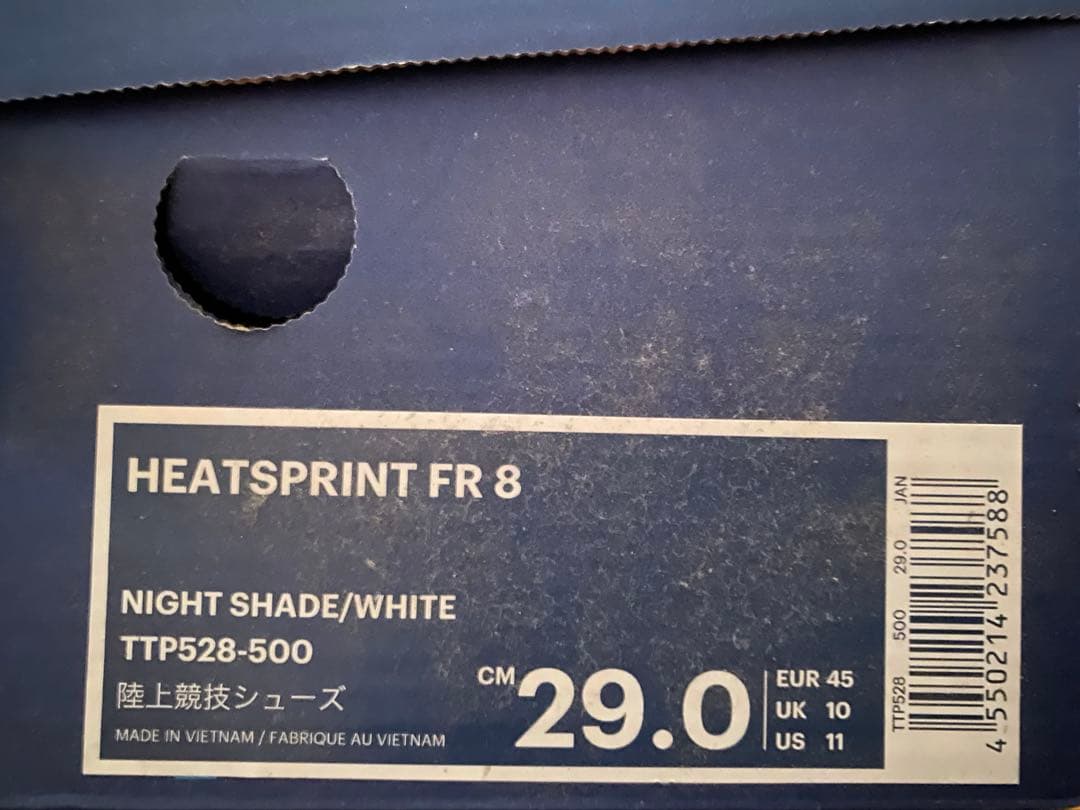 HEATSPRINT FR 8
NIGHT SHADE/WHITE
TTP528-500
陸上競技シューズ
MADE IN VIETNAM / FABRIQUE AU VIETNAM
CM 29.0
EUR 45
UK 10
US 11
TTP528 500 29.0 JAN
4 550214 237588